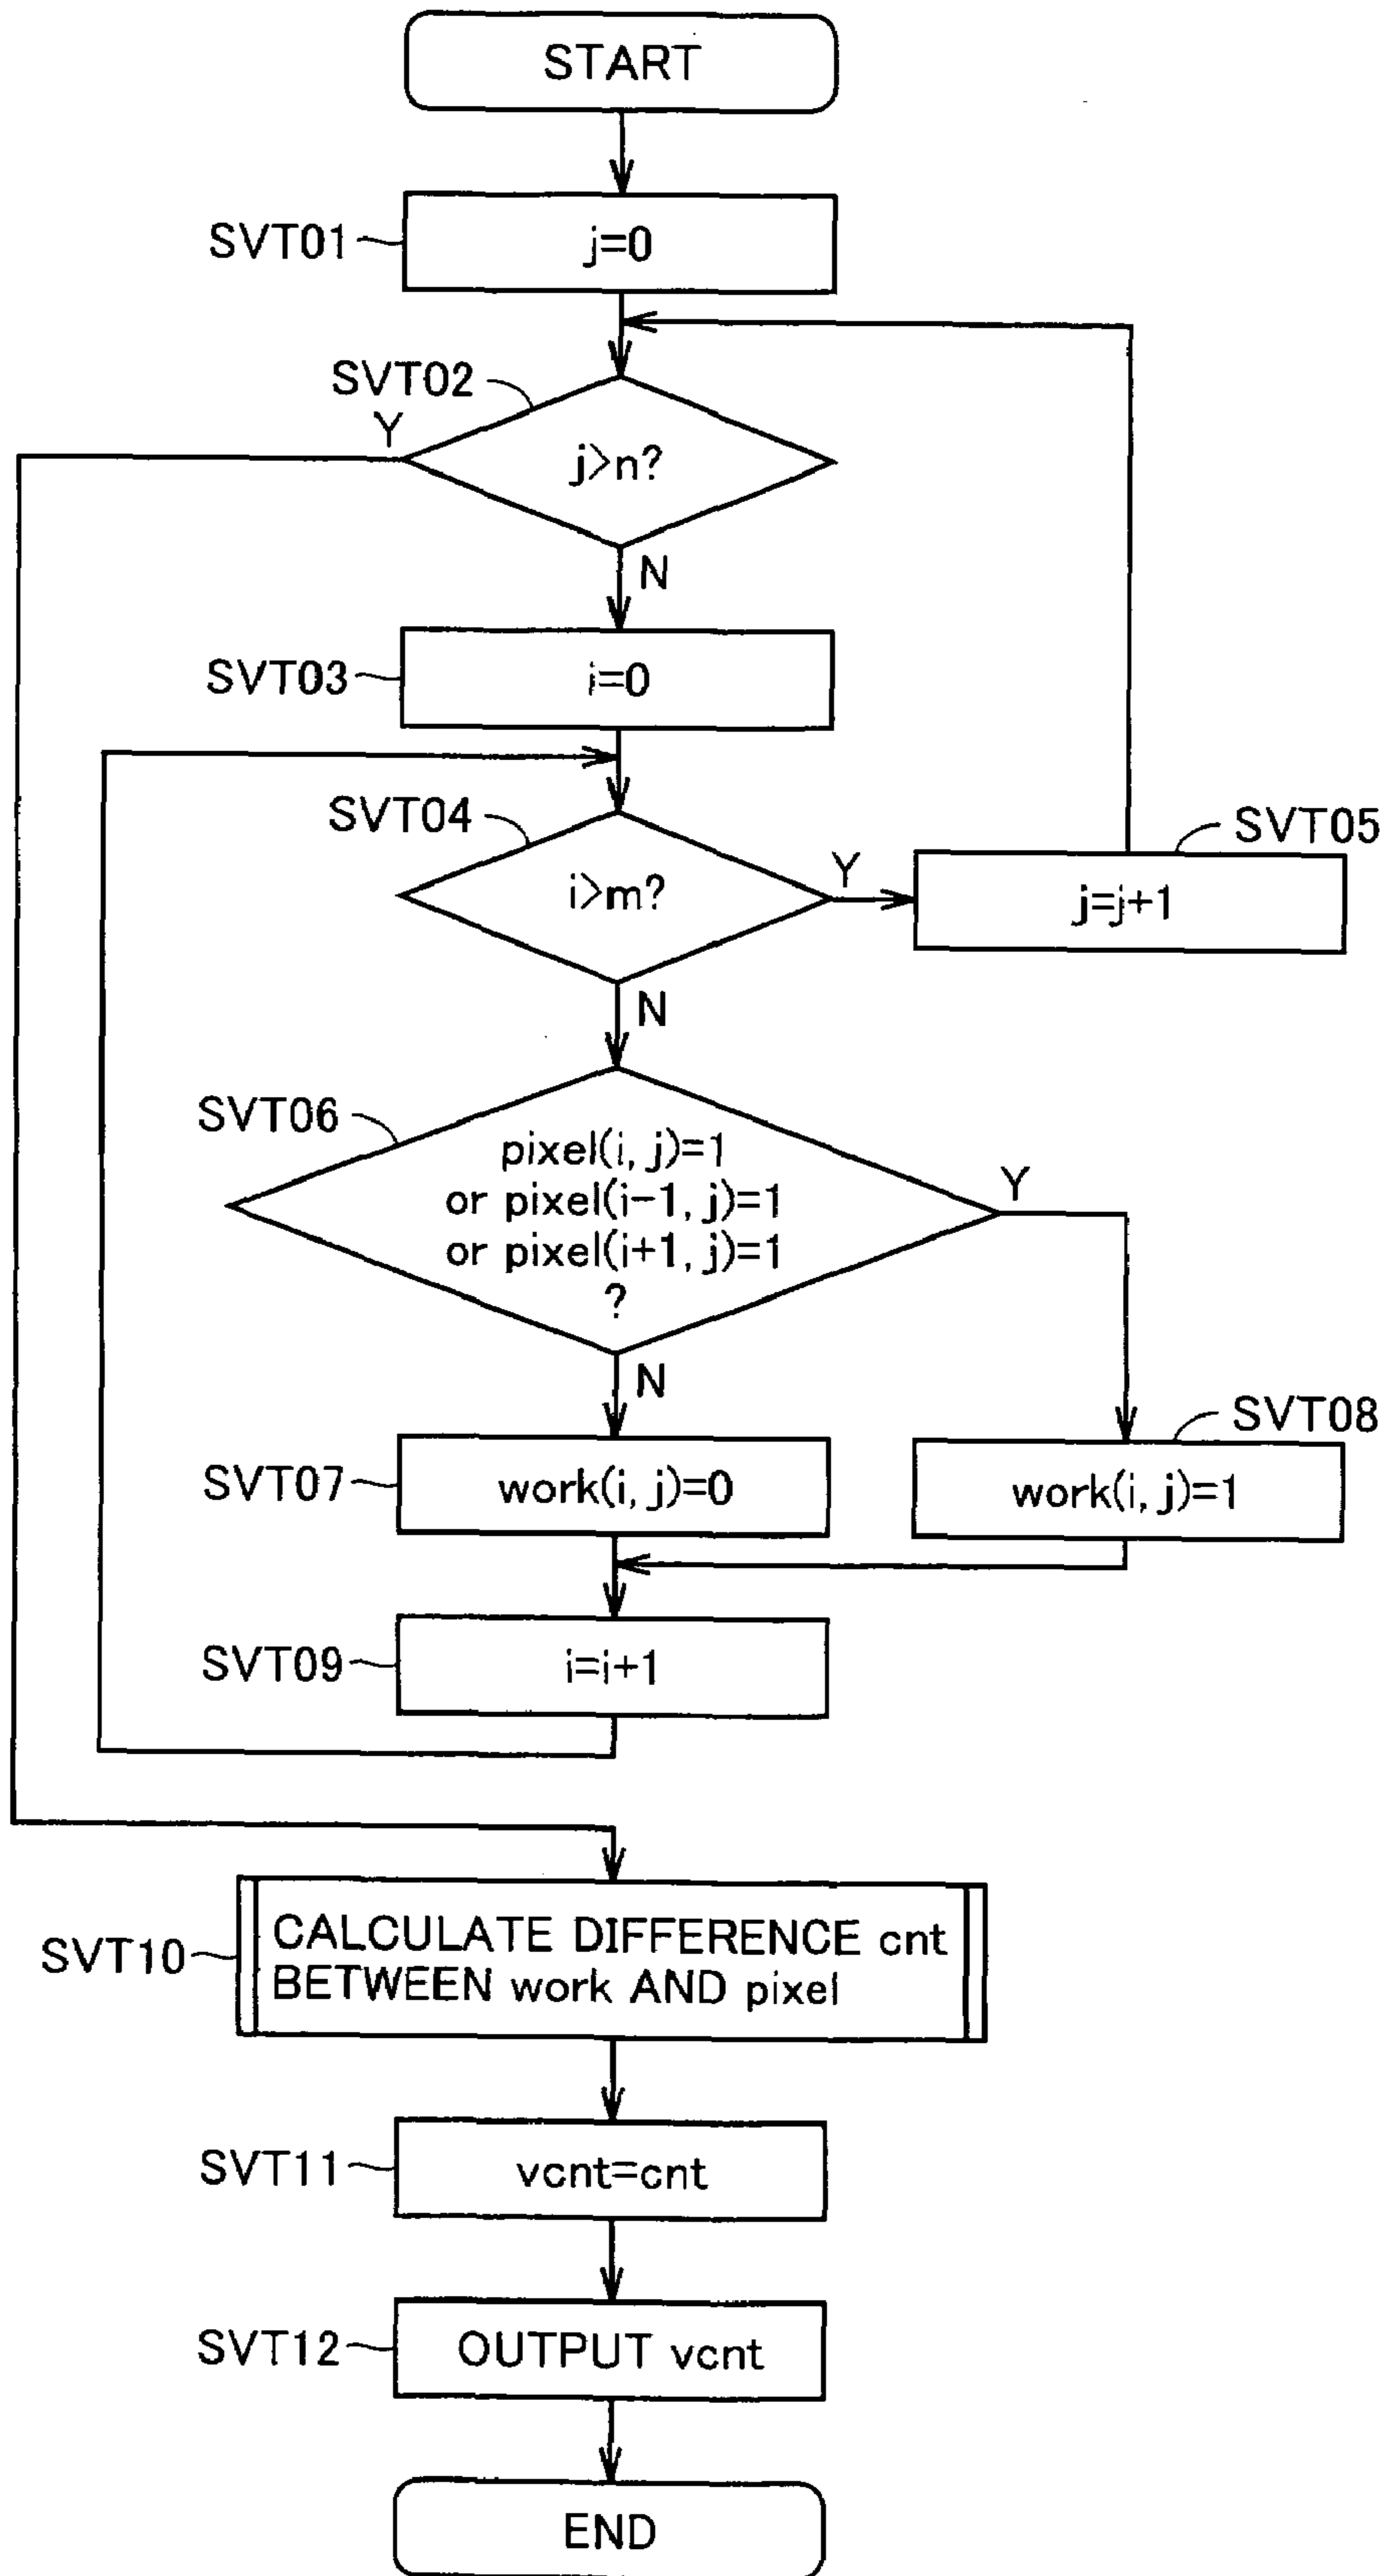 START
SVT01
j=0
SVT02
Y
j>n?
N
SVT03
i=0
SVT04
i>m?
Y
SVT05
j=j+1
N
SVT06
pixel(i, j)=1
or pixel(i-1, j)=1
or pixel(i+1, j)=1
?
Y
N
SVT07
work(i, j)=0
SVT08
work(i, j)=1
SVT09
i=i+1
SVT10
CALCULATE DIFFERENCE cnt
BETWEEN work AND pixel
SVT11
vcnt=cnt
SVT12
OUTPUT vcnt
END